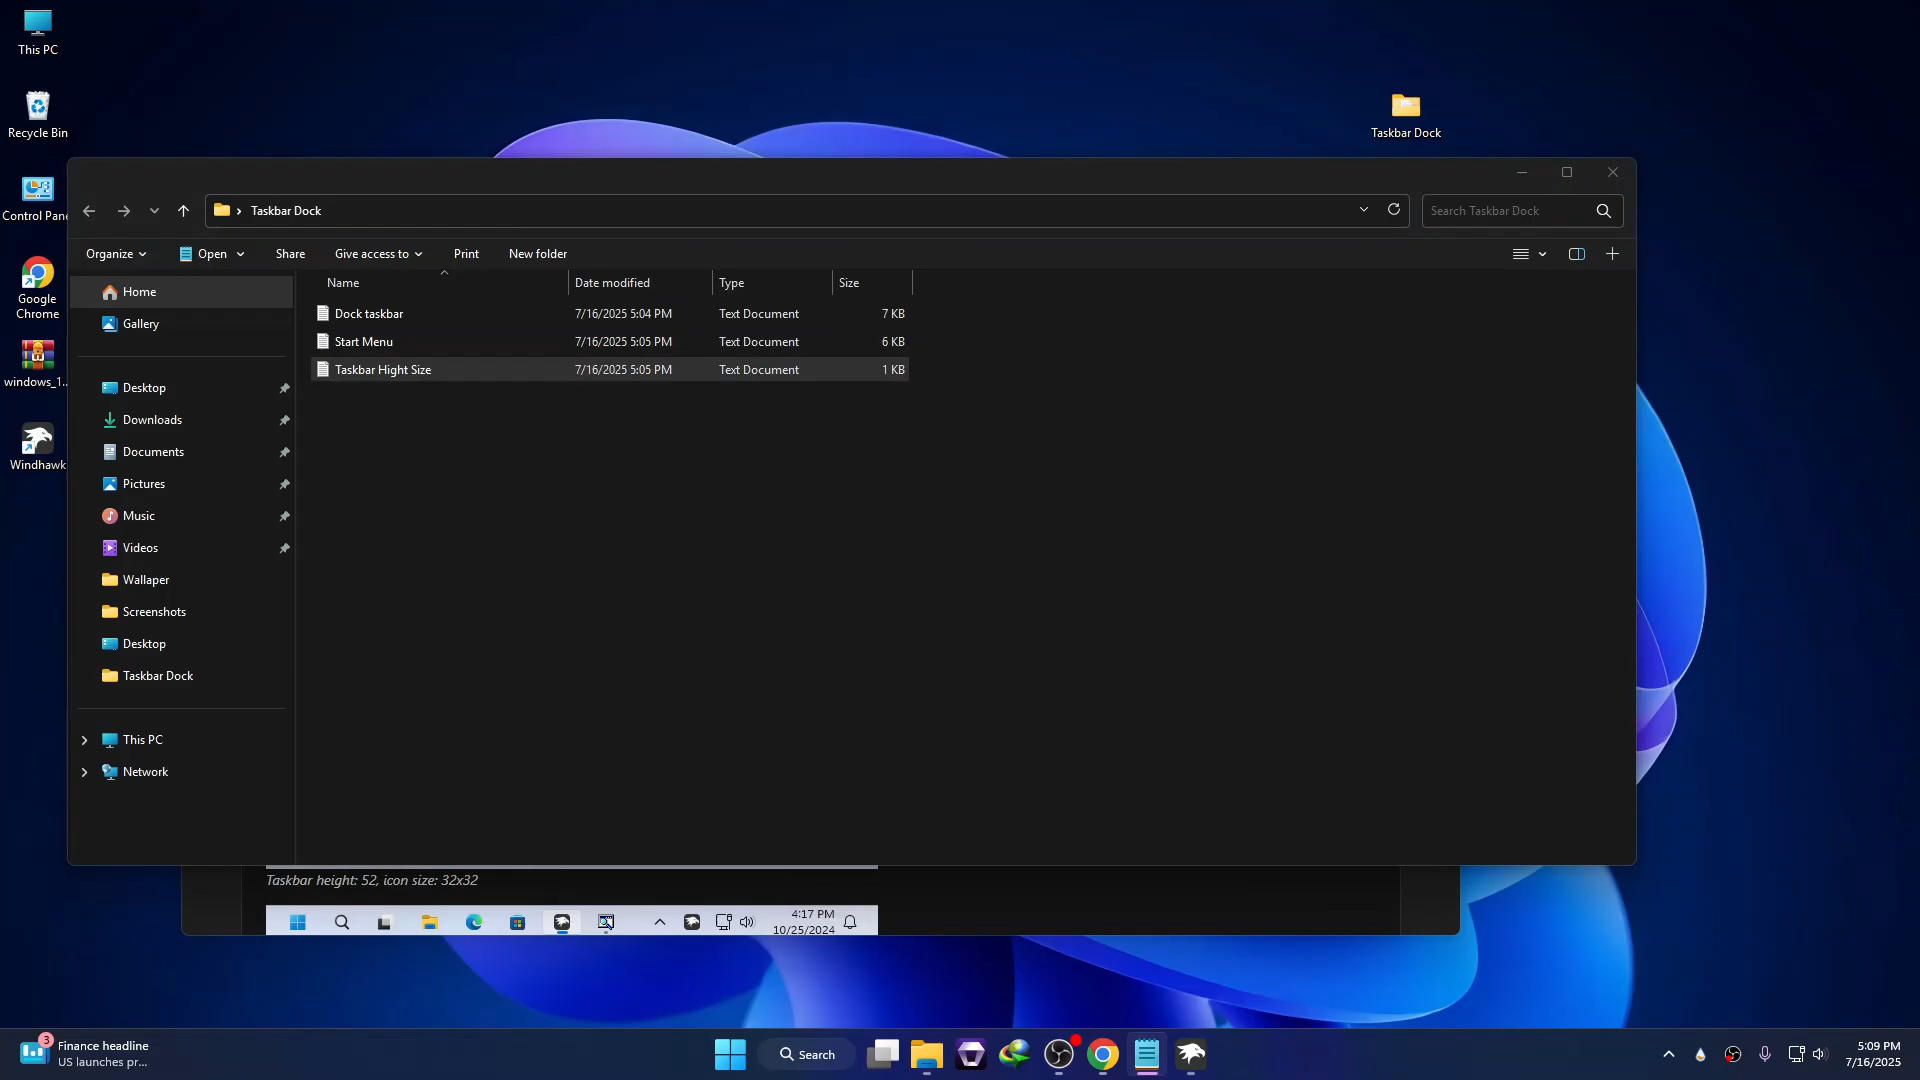 This PC
Recycle Bin
Control Pane
Google
Chrome
windows_1...
Windhawk
Taskbar Dock
Taskbar Dock
Search Taskbar Dock
Organize
Open
Share
Give access to
Print
New folder
Name
Date modified
Type
Size
Home
Gallery
Desktop
Downloads
Documents
Pictures
Music
Videos
Wallaper
Screenshots
Desktop
Taskbar Dock
This PC
Network
Dock taskbar 7/16/2025 5:04 PM Text Document 7 KB
Start Menu 7/16/2025 5:05 PM Text Document 6 KB
Taskbar Hight Size 7/16/2025 5:05 PM Text Document 1 KB
Taskbar height: 52, icon size: 32x32
4:17 PM
10/25/2024
3
Finance headline
US launches pr...
Search
5:09 PM
7/16/2025